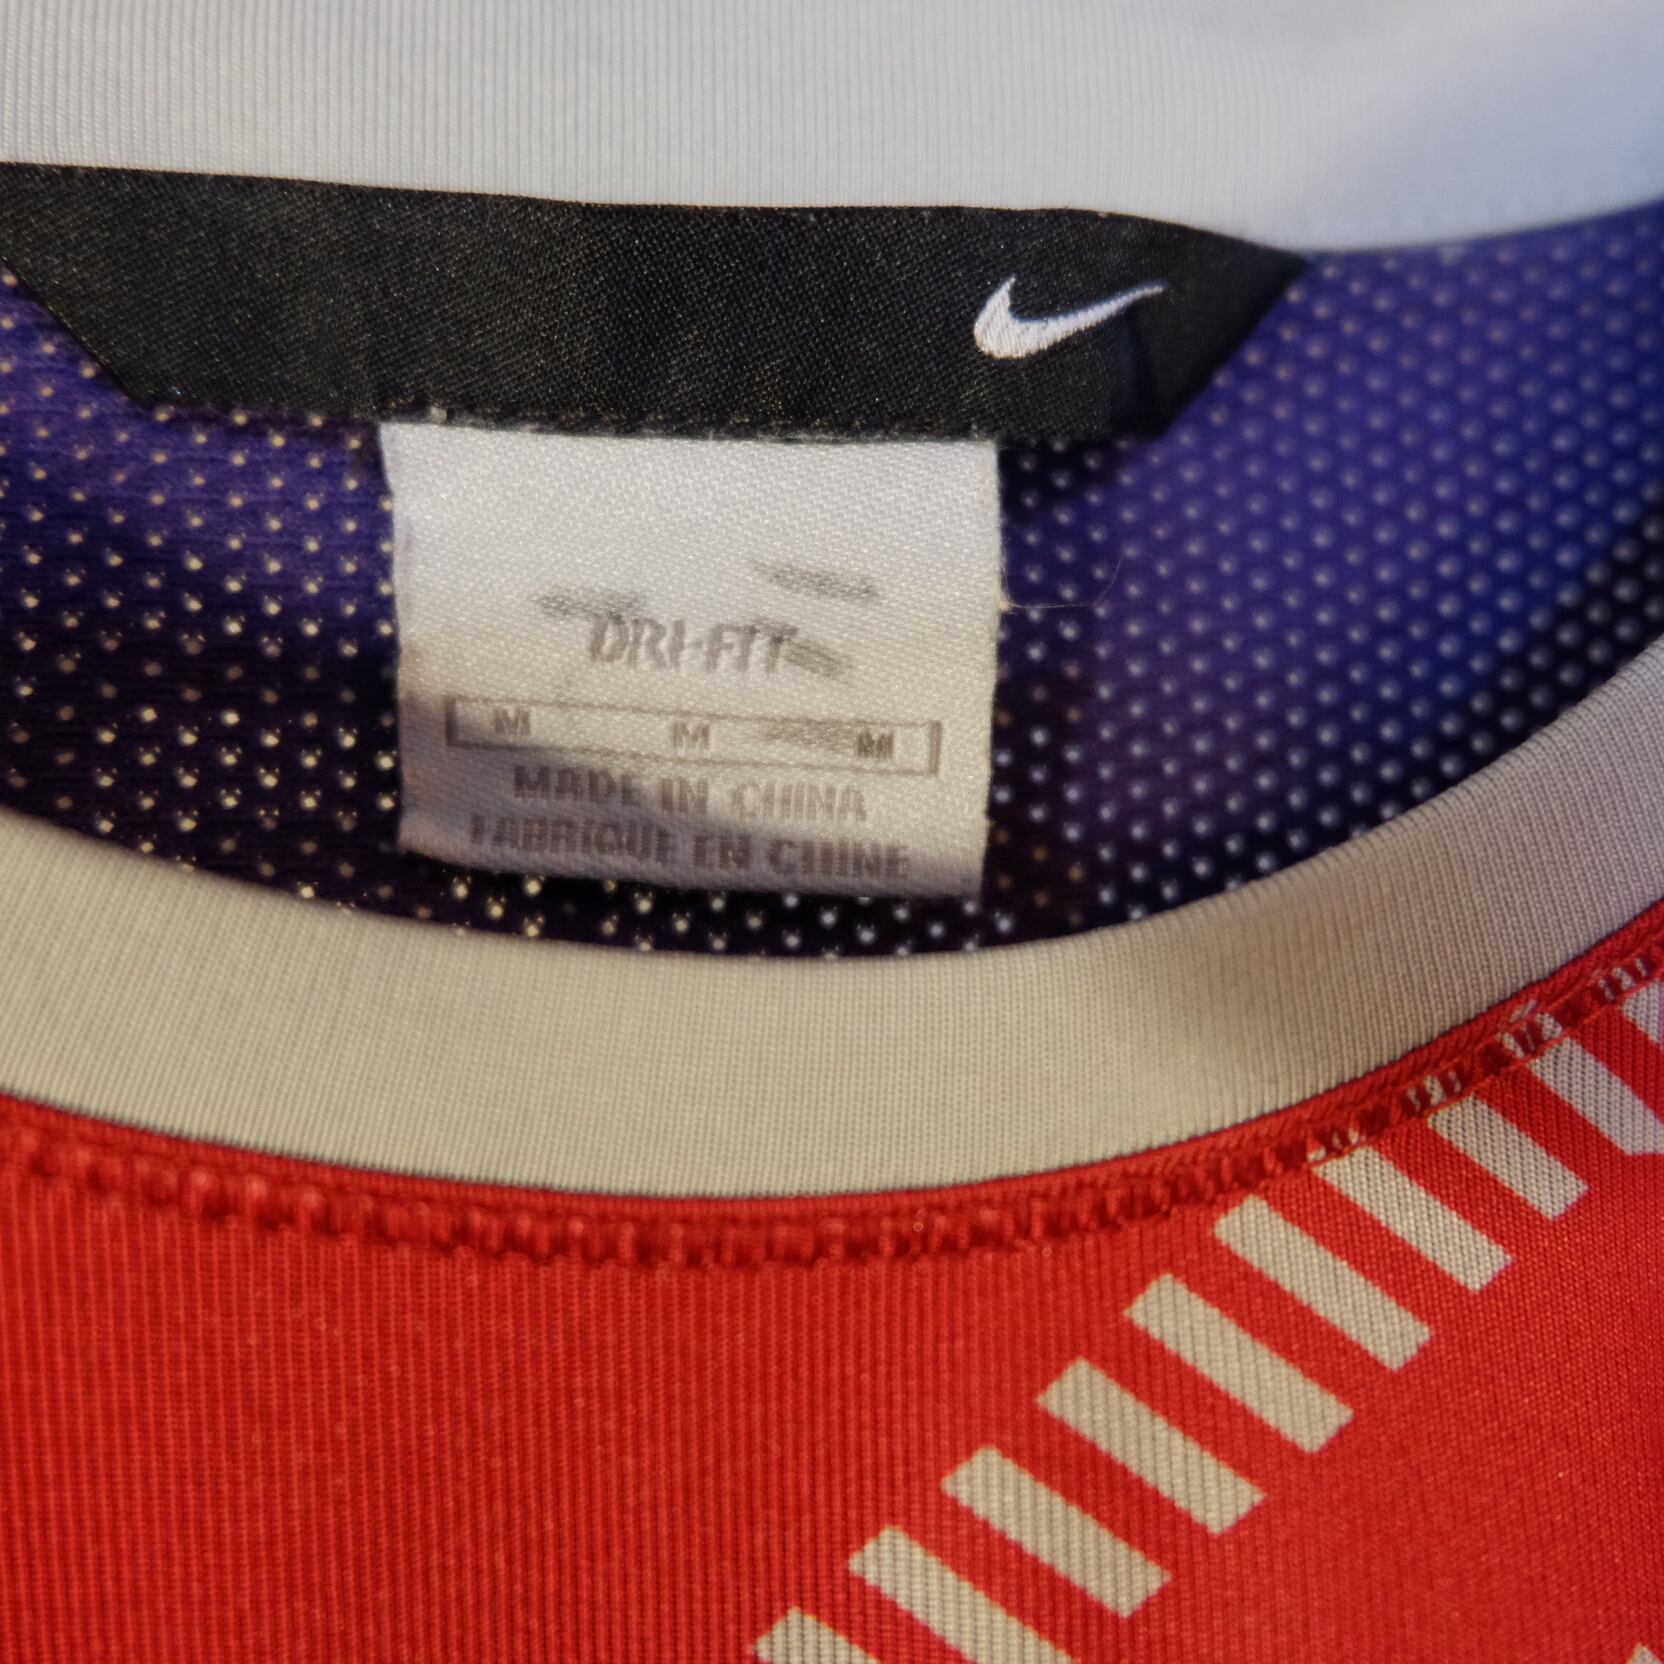 DRI-FIT
M M M
MADE IN CHINA
FABRIQUE EN CHINE